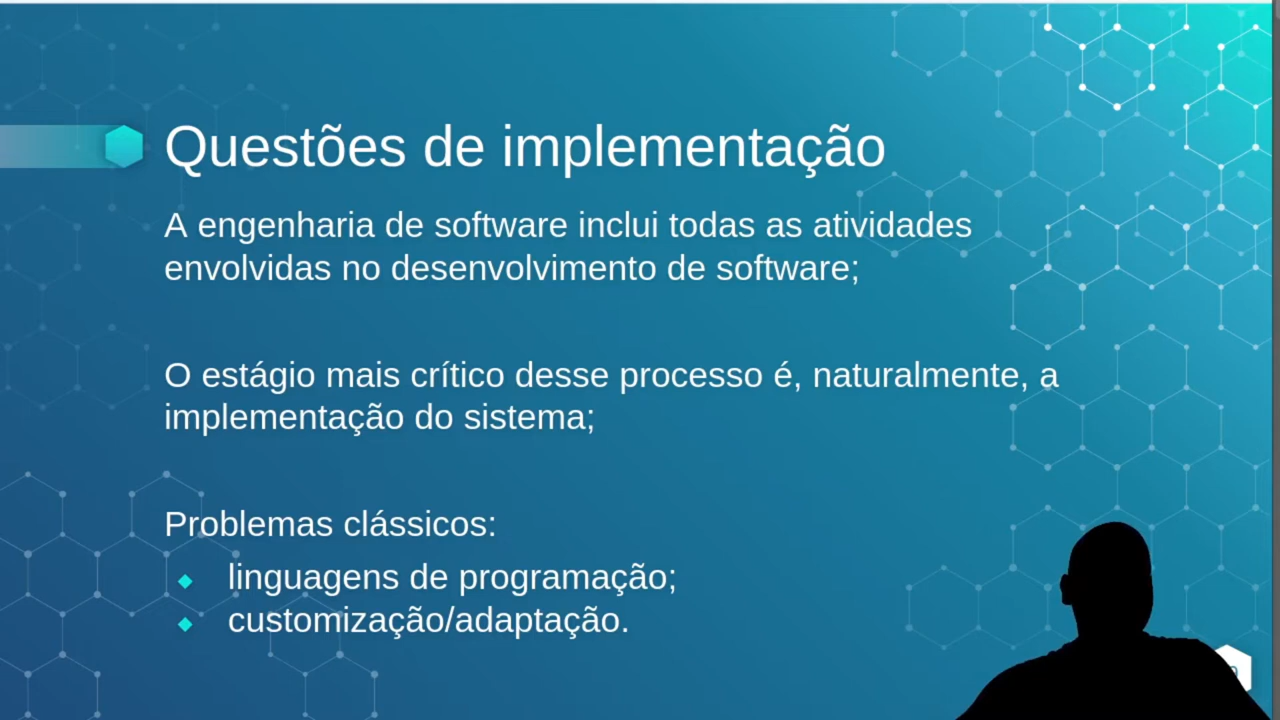 Questões de implementação
A engenharia de software inclui todas as atividades
envolvidas no desenvolvimento de software;
O estágio mais crítico desse processo é, naturalmente, a
implementação do sistema;
Problemas clássicos:
linguagens de programação;
customização/adaptação.